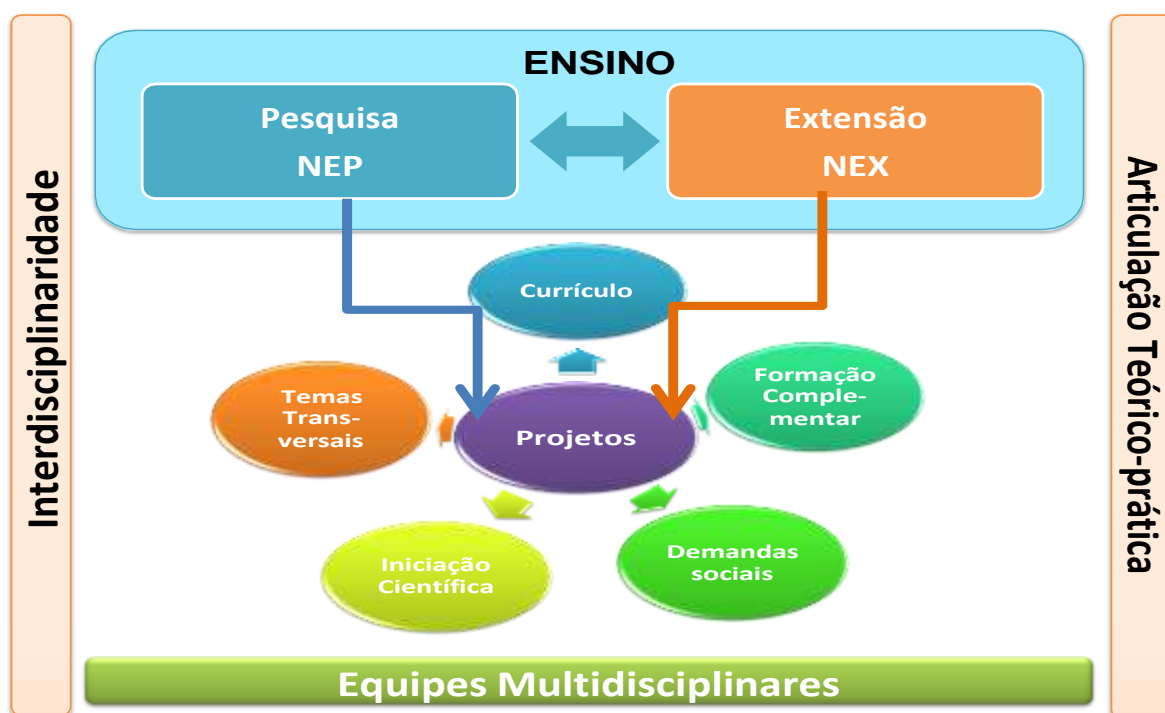 Interdisciplinaridade
ENSINO
Pesquisa
NEP
Extensão
NEX
Currículo
Temas
Trans-
versais
Projetos
Formação
Comple-
mentar
Iniciação
Científica
Demandas
sociais
Equipes Multidisciplinares
Articulação Teórico-prática